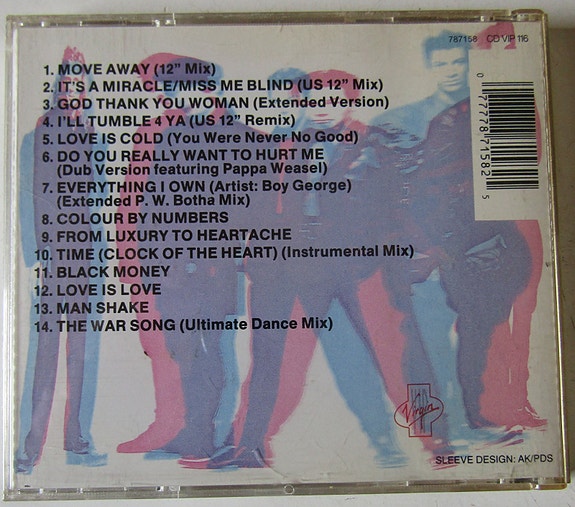 787158 CD VIP 116
1. MOVE AWAY (12" Mix)
2. IT'S A MIRACLE/MISS ME BLIND (US 12" Mix)
3. GOD THANK YOU WOMAN (Extended Version)
4. I'LL TUMBLE 4 YA (US 12" Remix)
5. LOVE IS COLD (You Were Never No Good)
6. DO YOU REALLY WANT TO HURT ME
(Dub Version featuring Pappa Weasel)
7. EVERYTHING I OWN (Artist: Boy George)
(Extended P. W. Botha Mix)
8. COLOUR BY NUMBERS
9. FROM LUXURY TO HEARTACHE
10. TIME (CLOCK OF THE HEART) (Instrumental Mix)
11. BLACK MONEY
12. LOVE IS LOVE
13. MAN SHAKE
14. THE WAR SONG (Ultimate Dance Mix)
0 77778 71582 5
Virgin
SLEEVE DESIGN: AK/PDS